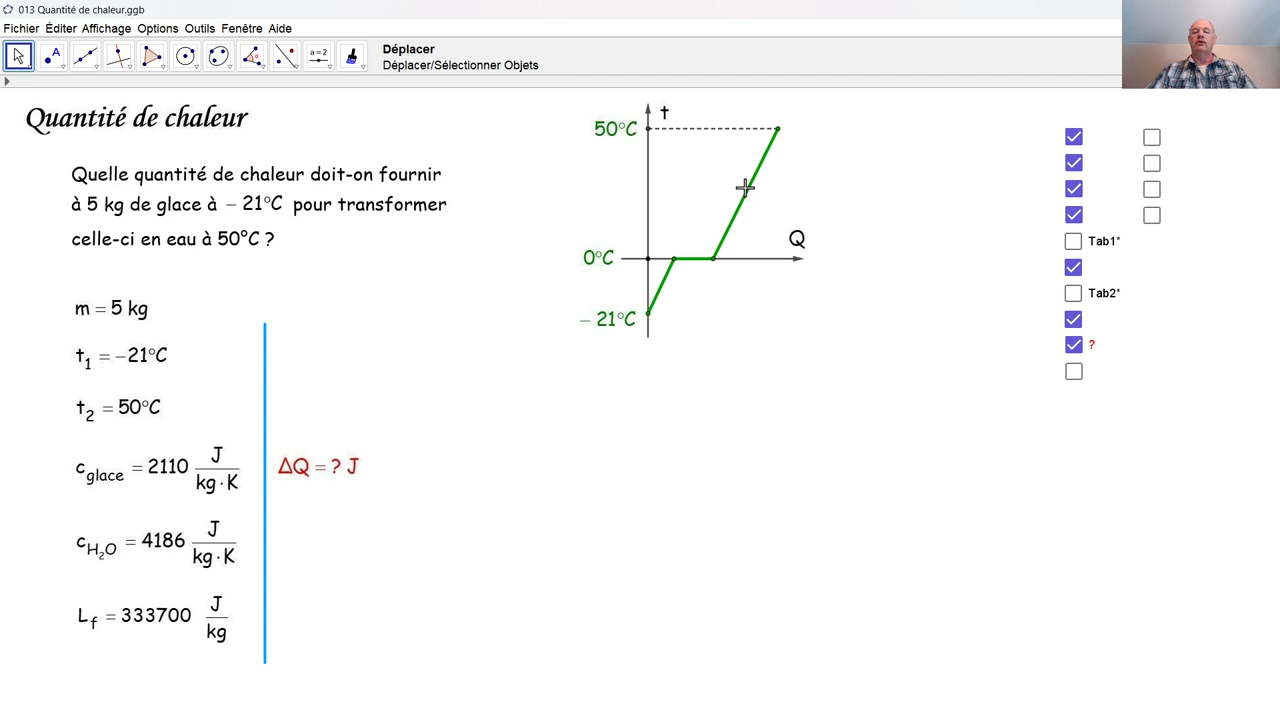 013 Quantité de chaleur.ggb
Fichier Éditer Affichage Options Outils Fenêtre Aide
A
a=2
Déplacer
Déplacer/Sélectionner Objets
Quantité de chaleur
Quelle quantité de chaleur doit-on fournir
à 5 kg de glace à − 21°C pour transformer
celle-ci en eau à 50°C ?
m = 5 kg
t1 = −21°C
t2 = 50°C
cglace = 2110 J/kg·K
cH2O = 4186 J/kg·K
Lf = 333700 J/kg
ΔQ = ? J
t
50°C
Q
0°C
− 21°C
Tab1*
Tab2*
?